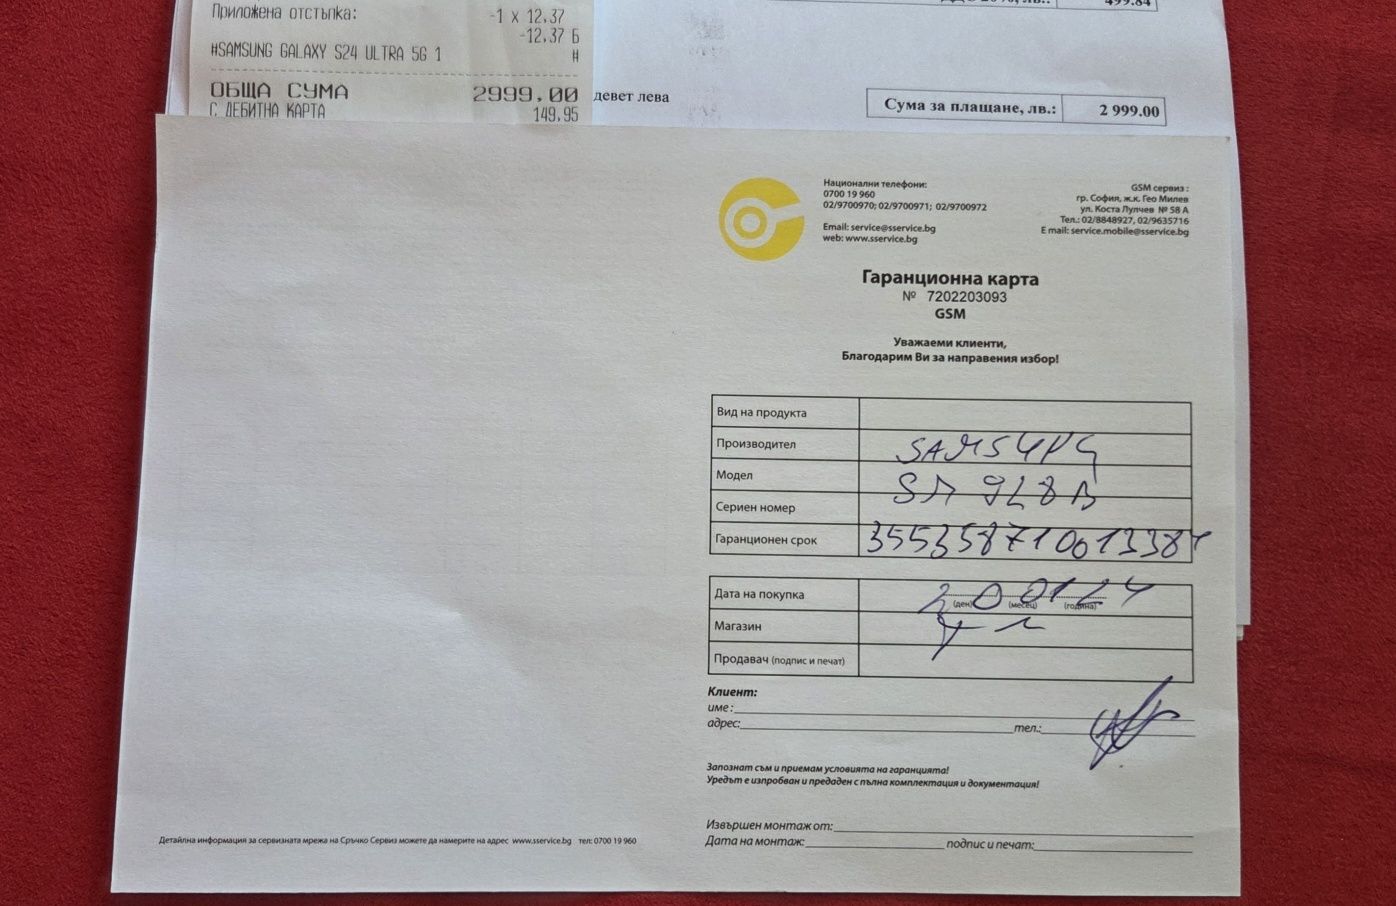 Приложена отстъпка: -1 x 12,37
-12,37 Б
#SAMSUNG GALAXY S24 ULTRA 5G 1 #
ОБЩА СУМА 2999,00
С ДЕБИТНА КАРТА 149,95
499.84
девет лева
Сума за плащане, лв.: 2 999.00
Национални телефони:
0700 19 960
02/9700970; 02/9700971; 02/9700972
Email: service@sservice.bg
web: www.sservice.bg
GSM сервиз :
гр. София, ж.к. Гео Милев
ул. Коста Лулчев № 58 А
Тел.: 02/8848927, 02/9635716
E mail: service.mobile@sservice.bg
Гаранционна карта
№ 7202203093
GSM
Уважаеми клиенти,
Благодарим Ви за направения избор!
Вид на продукта
Производител SAMSUNG
Модел SM 928B
Сериен номер
Гаранционен срок
Дата на покупка
(ден) (месец) (година)
Магазин
Продавач (подпис и печат)
Клиент:
име:
адрес: тел.:
Запознат съм и приемам условията на гаранцията!
Уредът е изпробван и предаден с пълна комплектация и документация!
Извършен монтаж от:
Дата на монтаж: подпис и печат:
Детайлна информация за сервизната мрежа на Сръчко Сервиз можете да намерите на адрес www.sservice.bg тел: 0700 19 960